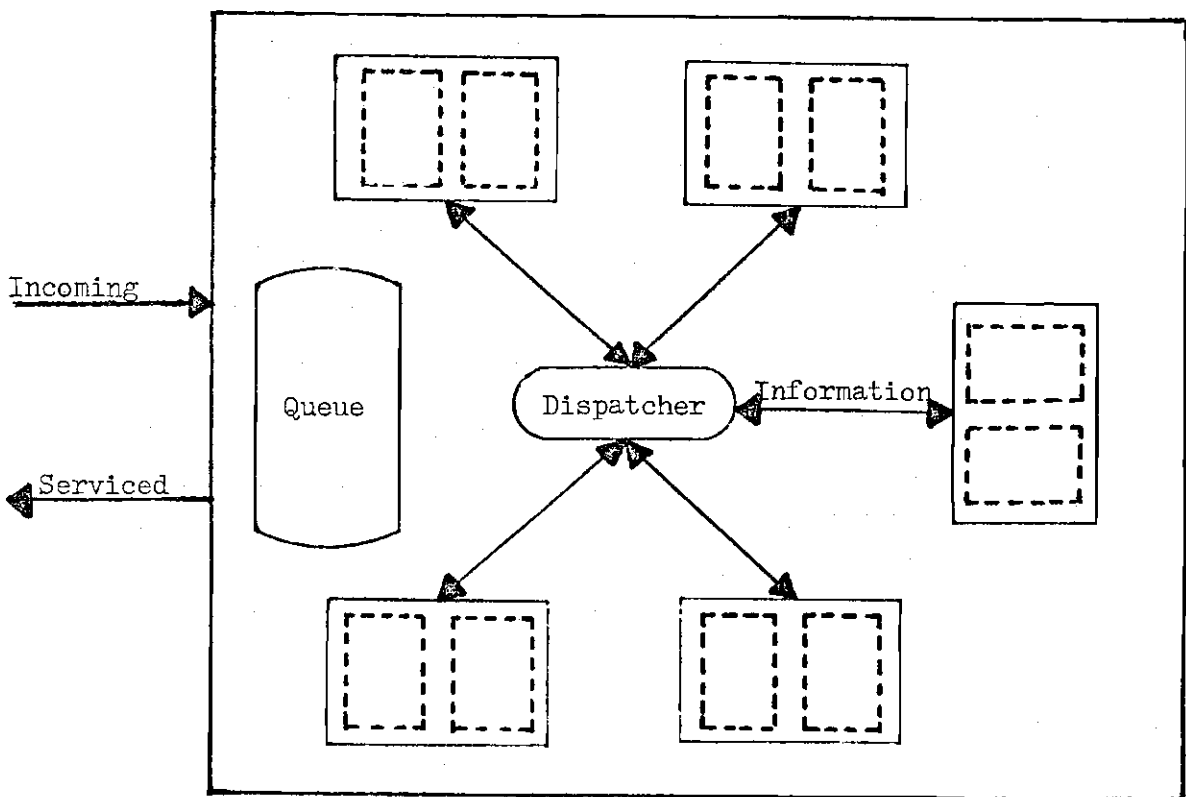 Incoming
Queue
Dispatcher
Information
Serviced